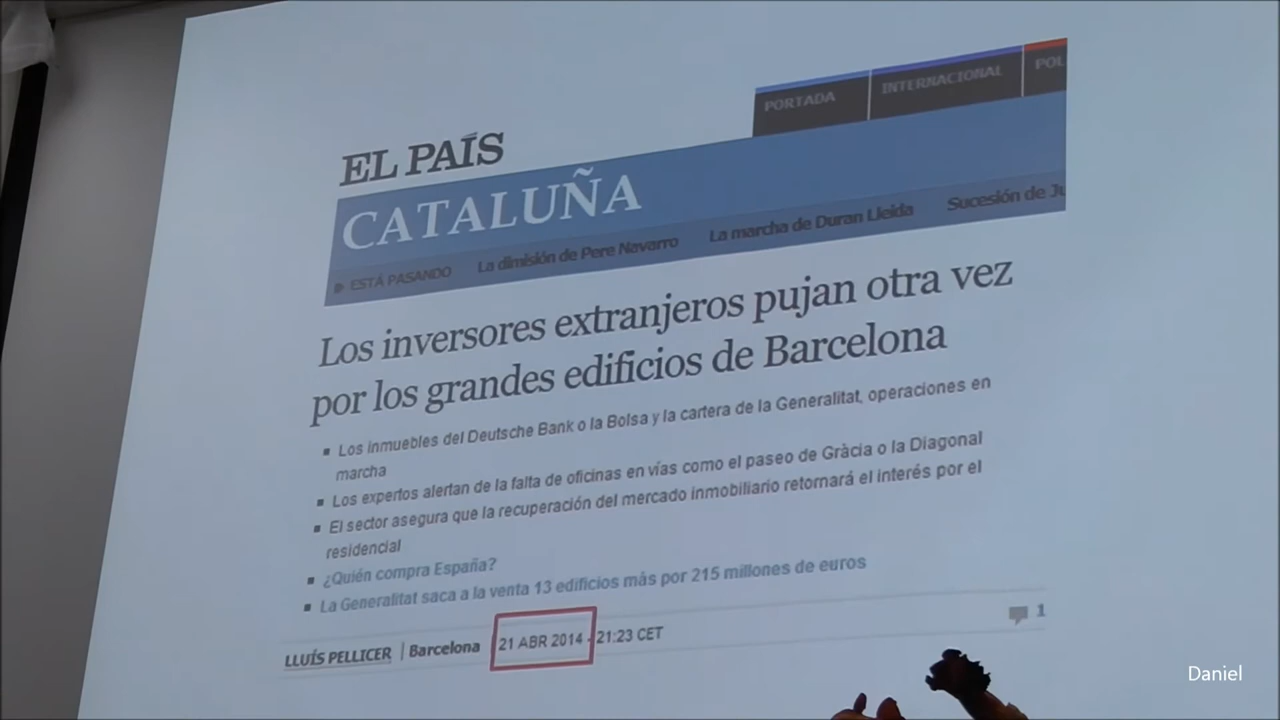 PORTADA
INTERNACIONAL
POL
EL PAÍS
CATALUÑA
ESTÁ PASANDO La dimisión de Pere Navarro La marcha de Duran Lleida Sucesión de Ju
Los inversores extranjeros pujan otra vez
por los grandes edificios de Barcelona
Los inmuebles del Deutsche Bank o la Bolsa y la cartera de la Generalitat, operaciones en
marcha
Los expertos alertan de la falta de oficinas en vías como el paseo de Gràcia o la Diagonal
El sector asegura que la recuperación del mercado inmobiliario retornará el interés por el
residencial
¿Quién compra España?
La Generalitat saca a la venta 13 edificios más por 215 millones de euros
LLUÍS PELLICER | Barcelona 21 ABR 2014 - 21:23 CET
1
Daniel